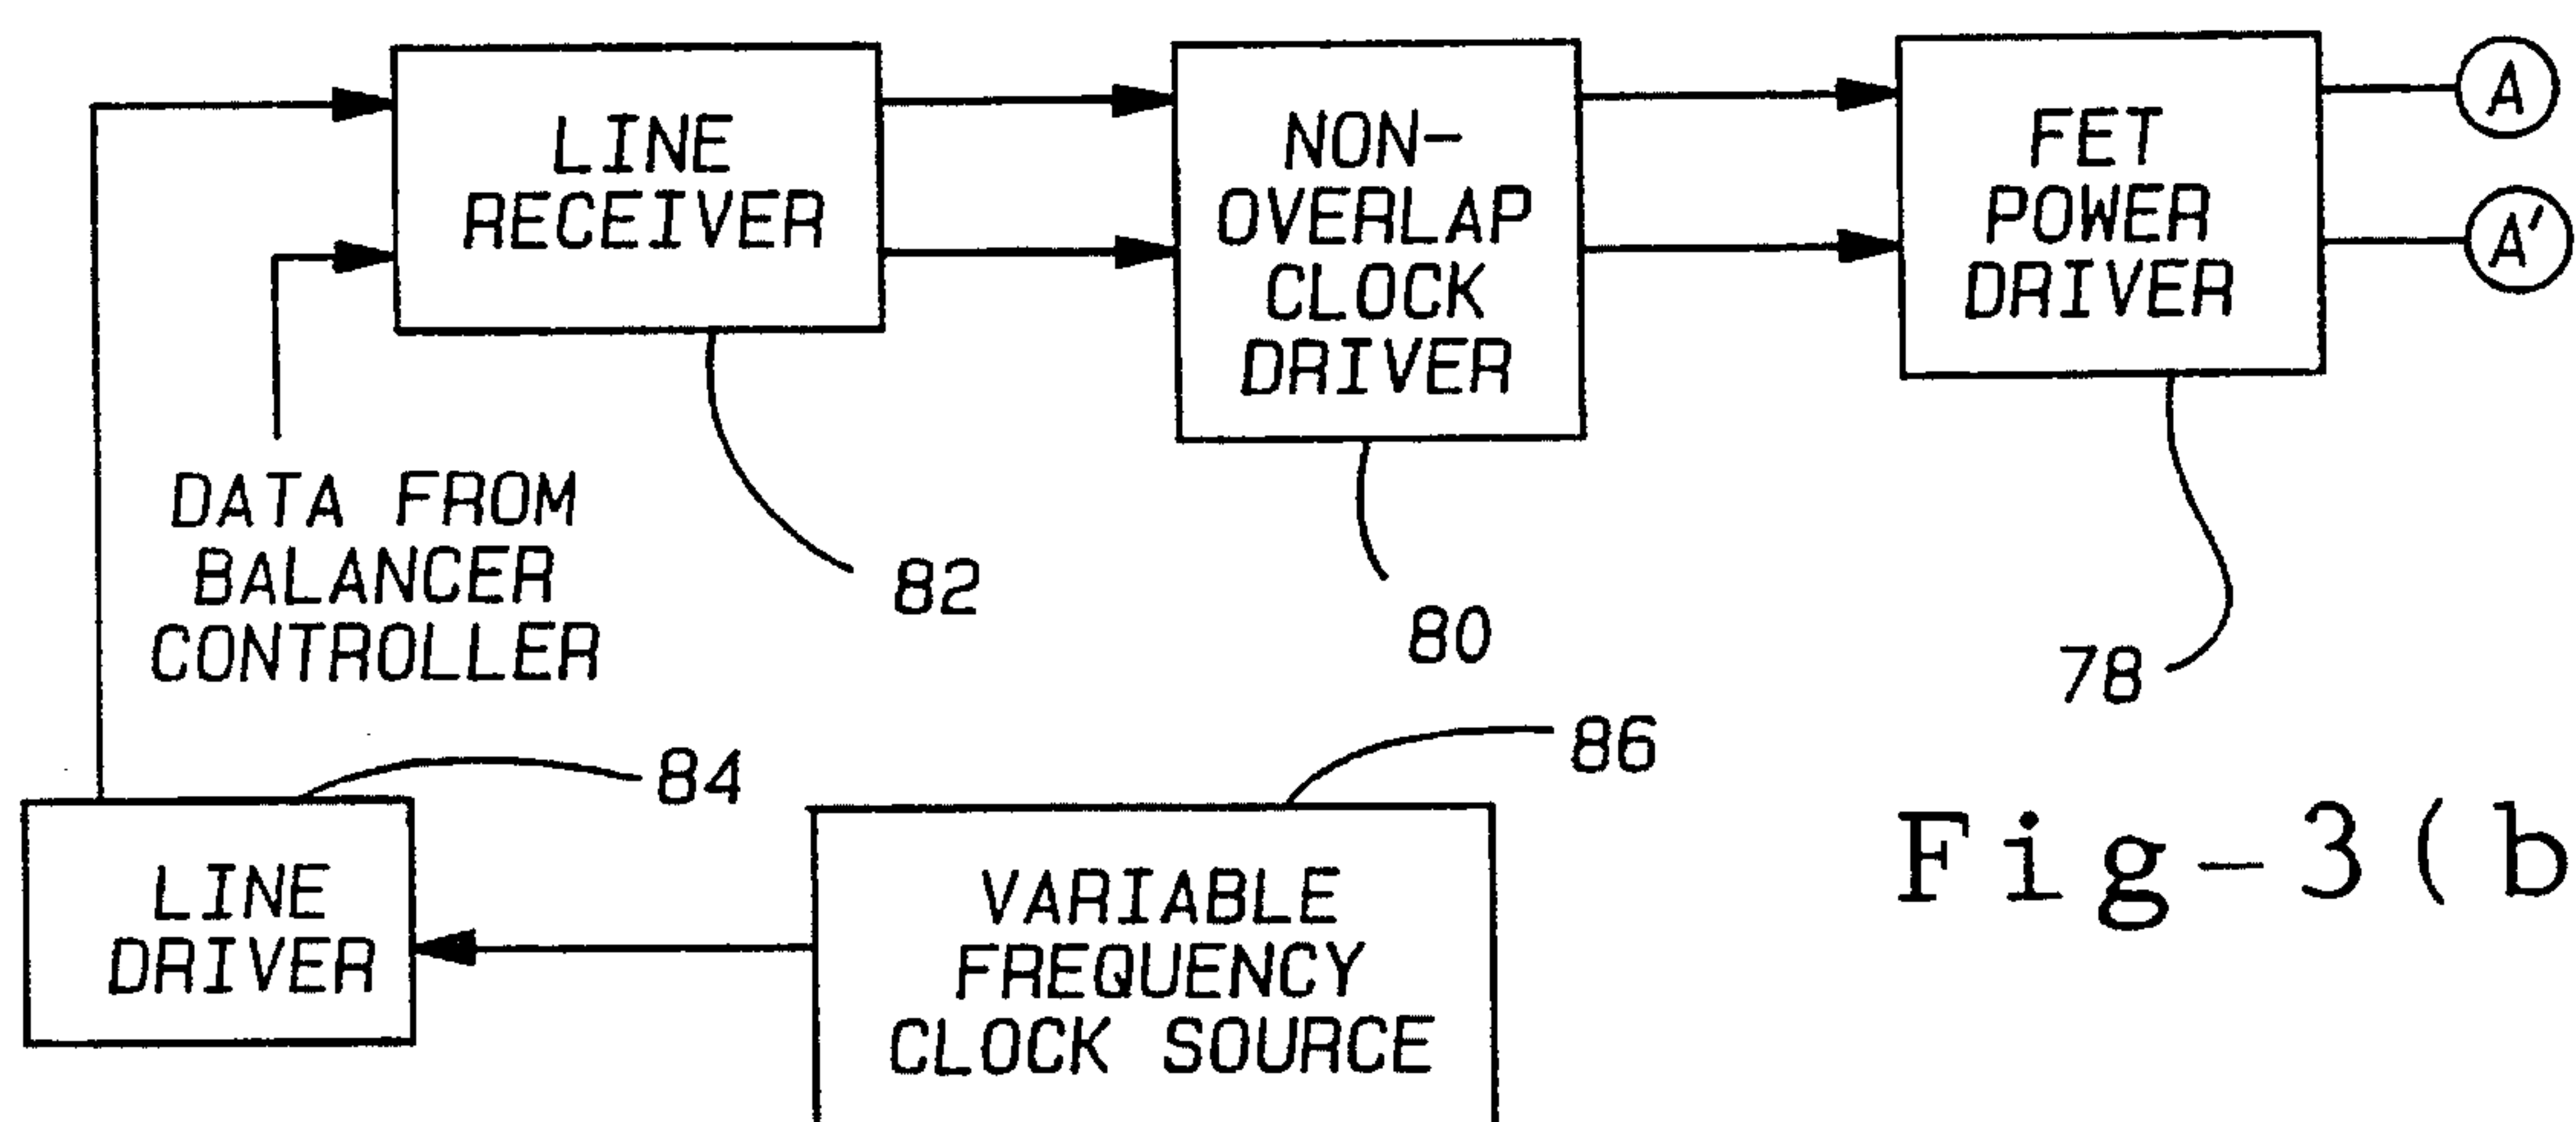 LINE
RECEIVER
NON-
OVERLAP
CLOCK
DRIVER
FET
POWER
DRIVER
A
A'
DATA FROM
BALANCER
CONTROLLER
82
80
78
84
86
LINE
DRIVER
VARIABLE
FREQUENCY
CLOCK SOURCE
Fig-3(b